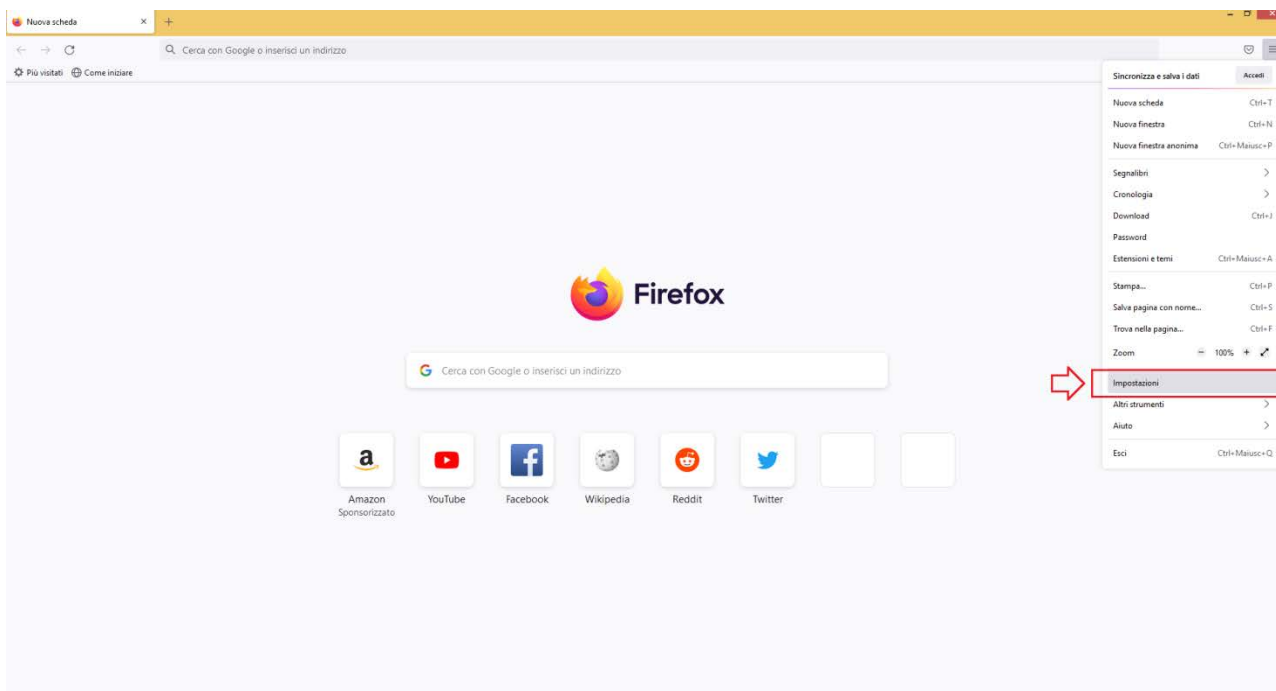 Nuova scheda
Cerca con Google o inserisci un indirizzo
Più visitati Come iniziare
Sincronizza e salva i dati Accedi
Nuova scheda Ctrl+T
Nuova finestra Ctrl+N
Nuova finestra anonima Ctrl+Maiusc+P
Segnalibri
Cronologia
Download Ctrl+J
Password
Estensioni e temi Ctrl+Maiusc+A
Stampa... Ctrl+P
Salva pagina con nome... Ctrl+S
Trova nella pagina... Ctrl+F
Zoom - 100% +
Impostazioni
Altri strumenti
Aiuto
Esci Ctrl+Maiusc+Q
Firefox
Cerca con Google o inserisci un indirizzo
Amazon
Sponsorizzato
YouTube
Facebook
Wikipedia
Reddit
Twitter